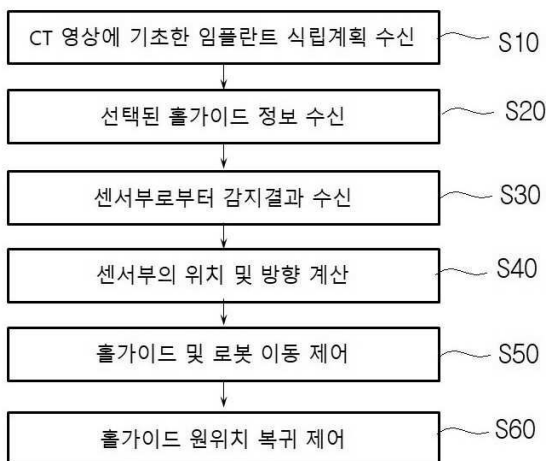 CT 영상에 기초한 임플란트 식립계획 수신 S10
선택된 홀가이드 정보 수신 S20
센서부로부터 감지결과 수신 S30
센서부의 위치 및 방향 계산 S40
홀가이드 및 로봇 이동 제어 S50
홀가이드 원위치 복귀 제어 S60